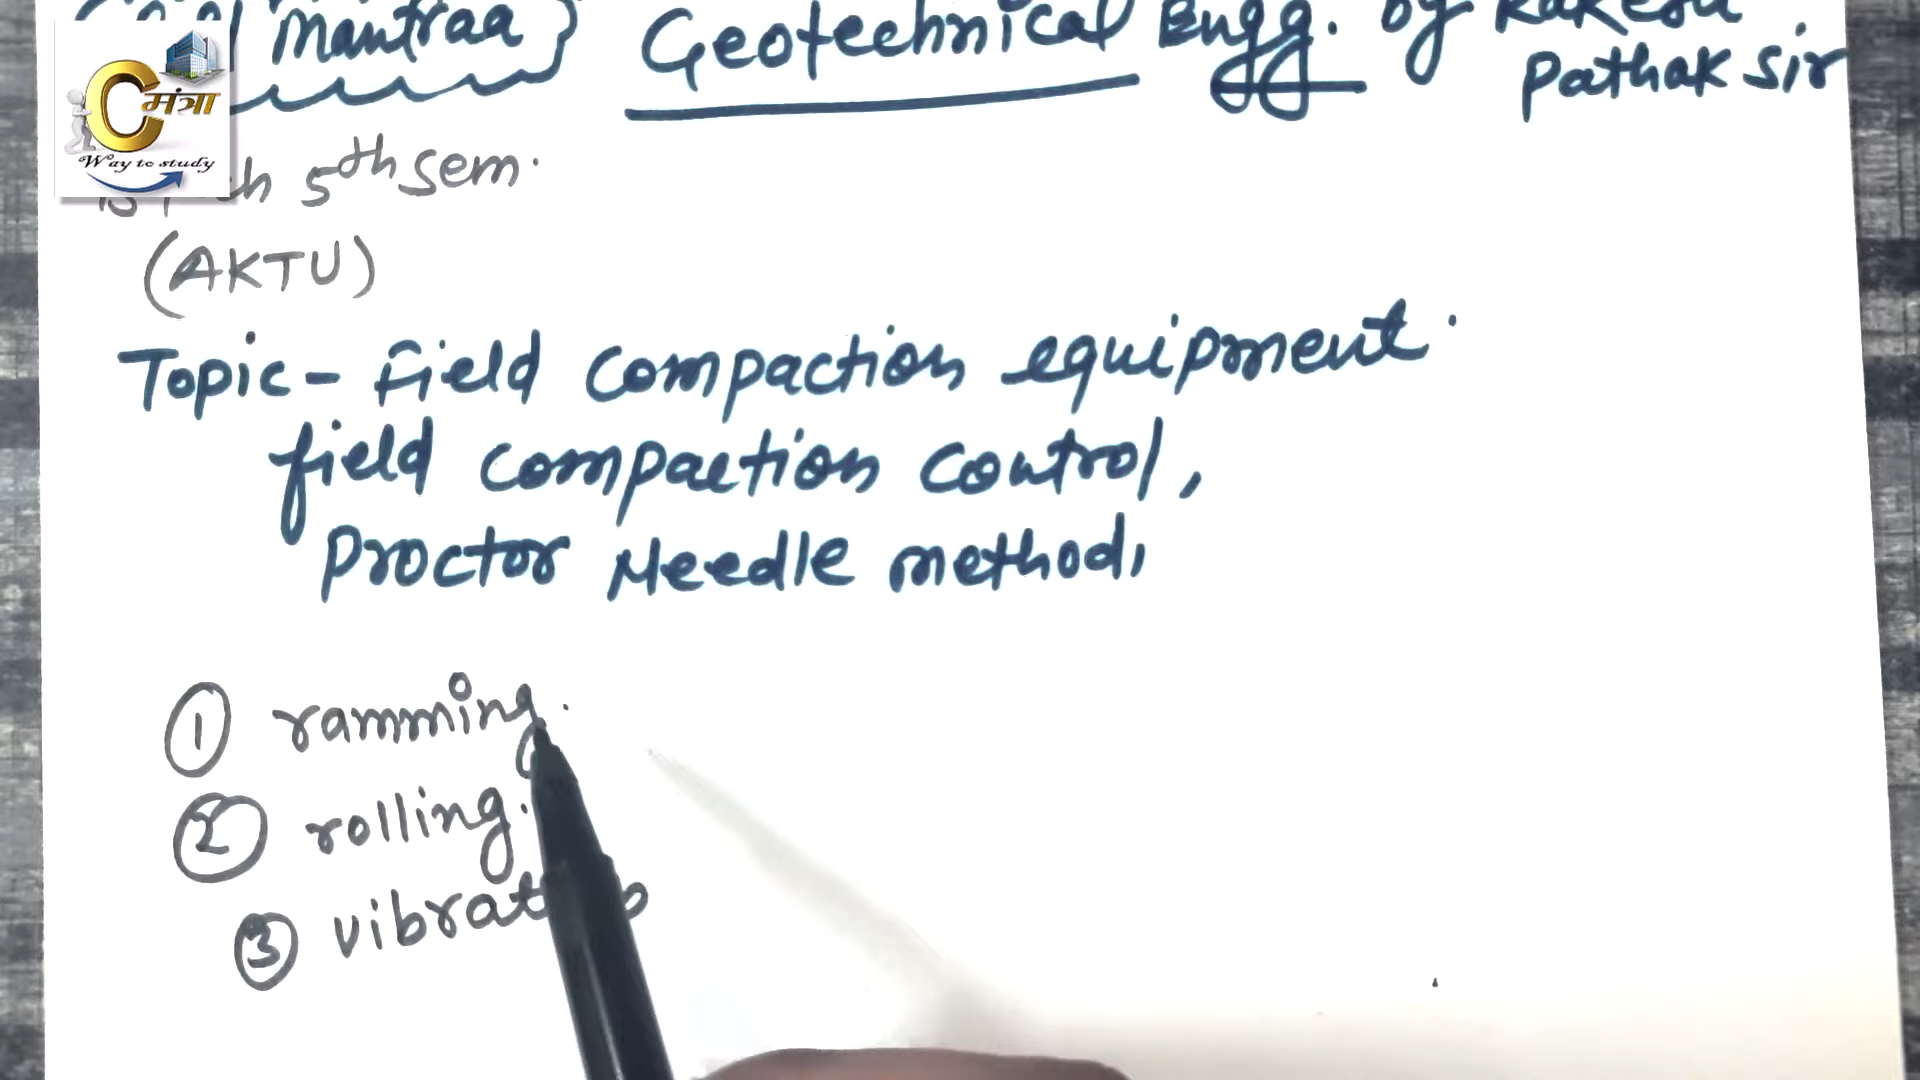 Mantraa} Geotechnical Engg. by Rakesh
Pathak Sir
C मंत्रा
Way to study
5th Sem.
(AKTU)
Topic - Field compaction equipment.
field compaction control,
Proctor Needle method,
① ramming.
② rolling.
③